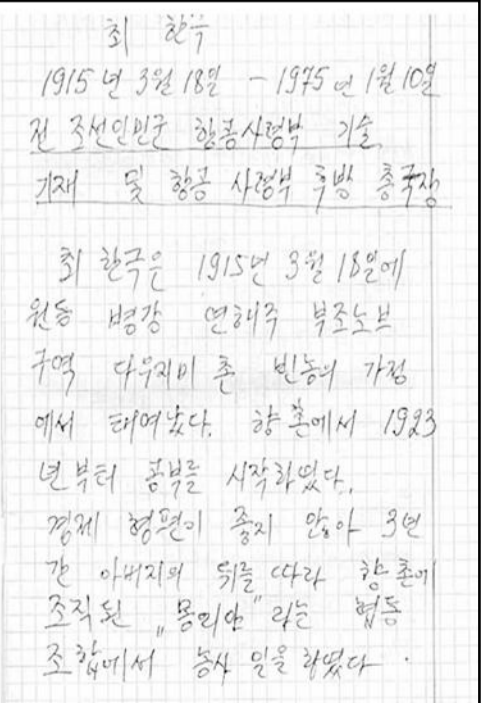 최 한국
1915년 3월 18일 - 1975년 1월 10일
전 조선인민군 항공사령부 기술,
기재 및 항공 사령부 후방 총국장
최 한국은 1915년 3월 18일에
원동 변강 연해주 부조노브
구역 다우지미 촌 빈농의 가정
에서 태여났다. 향촌에서 1923
년부터 공부를 시작하였다.
경제 형편이 좋지 않아 3년
간 아버지의 뒤를 따라 향촌에
조직된 „몽리안" 라는 협동
조합에서 농사 일을 하였다.